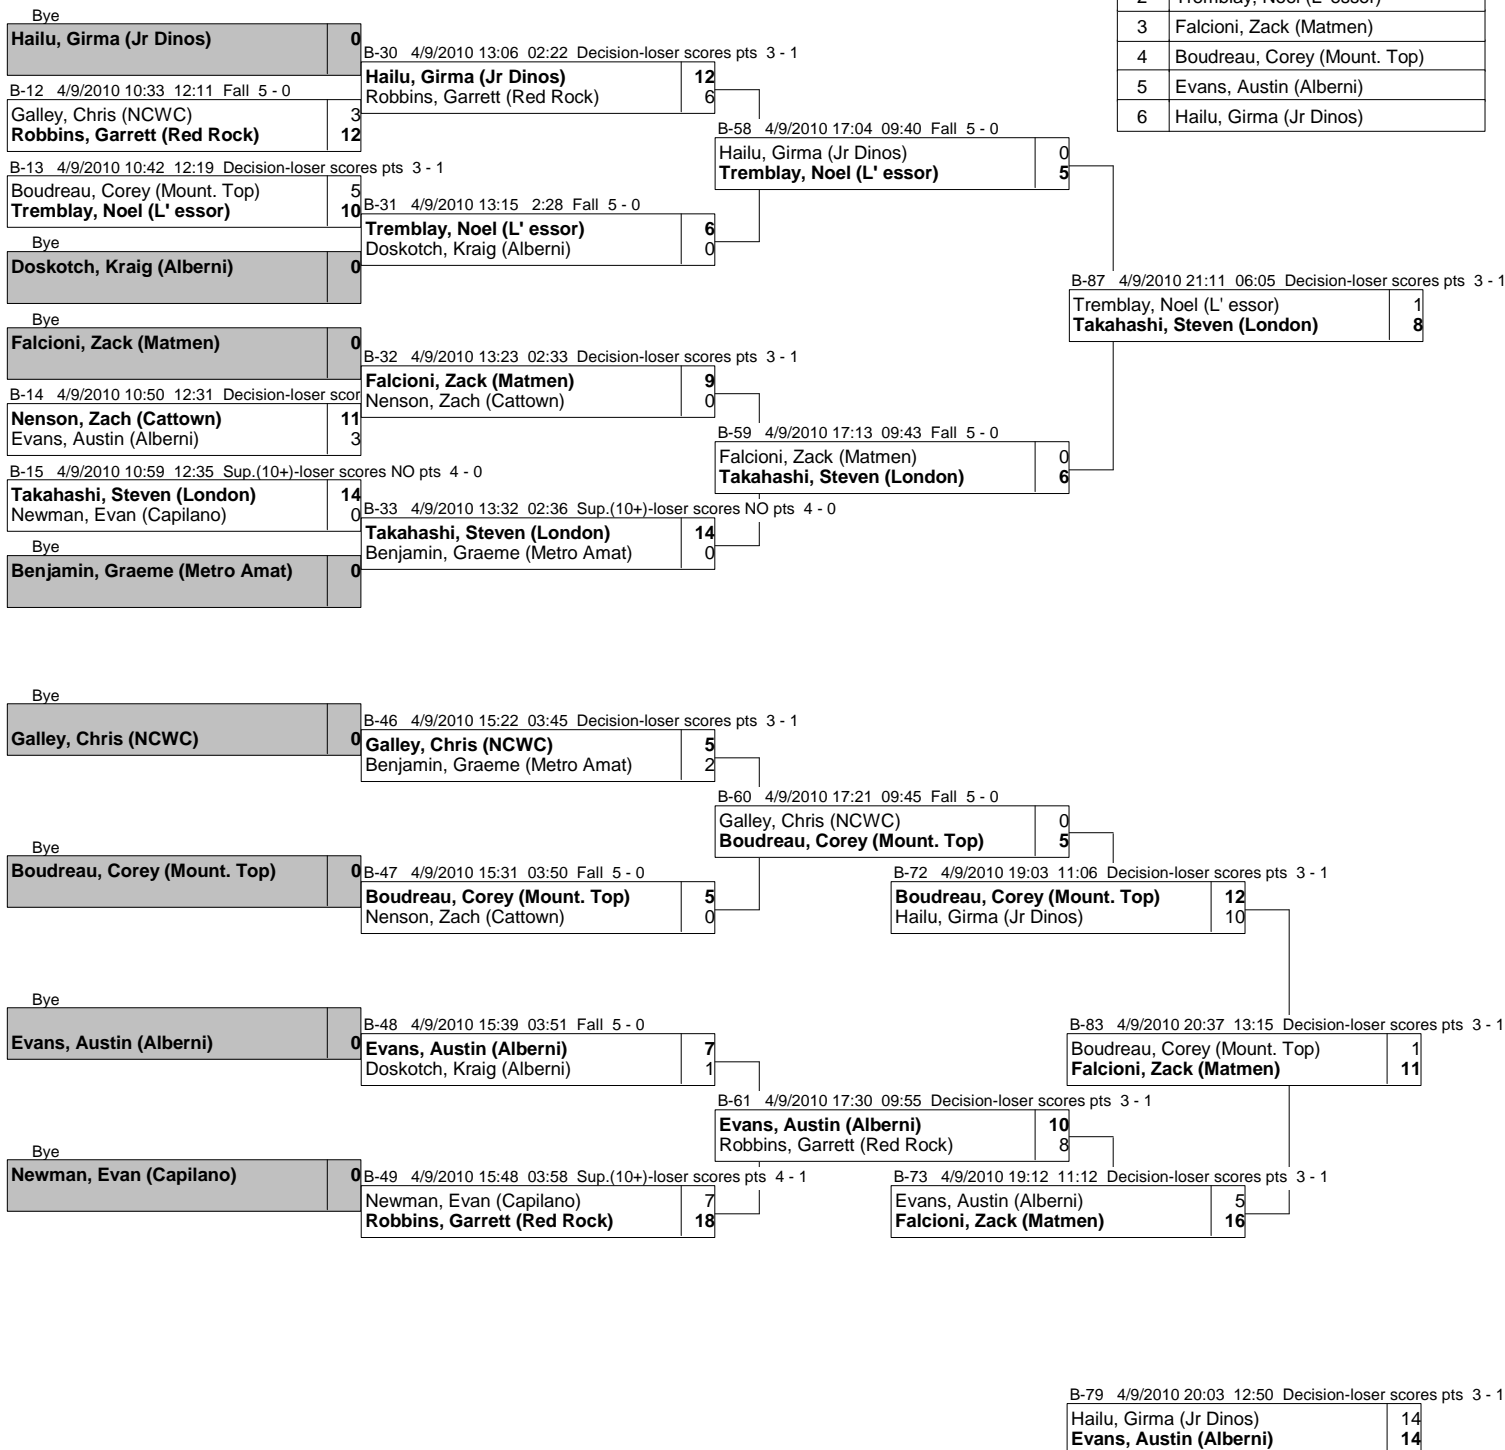 2 Tremblay, Noel (L' essor)
3 Falcioni, Zack (Matmen)
4 Boudreau, Corey (Mount. Top)
5 Evans, Austin (Alberni)
6 Hailu, Girma (Jr Dinos)
Bye
Hailu, Girma (Jr Dinos) 0
B-12 4/9/2010 10:33 12:11 Fall 5 - 0
Galley, Chris (NCWC) 3
Robbins, Garrett (Red Rock) 12
B-13 4/9/2010 10:42 12:19 Decision-loser scores pts 3 - 1
Boudreau, Corey (Mount. Top) 5
Tremblay, Noel (L' essor) 10
Bye
Doskotch, Kraig (Alberni) 0
Bye
Falcioni, Zack (Matmen) 0
B-14 4/9/2010 10:50 12:31 Decision-loser scor
Nenson, Zach (Cattown) 11
Evans, Austin (Alberni) 3
B-15 4/9/2010 10:59 12:35 Sup.(10+)-loser scores NO pts 4 - 0
Takahashi, Steven (London) 14
Newman, Evan (Capilano) 0
Bye
Benjamin, Graeme (Metro Amat) 0
B-30 4/9/2010 13:06 02:22 Decision-loser scores pts 3 - 1
Hailu, Girma (Jr Dinos) 12
Robbins, Garrett (Red Rock) 6
B-31 4/9/2010 13:15 2:28 Fall 5 - 0
Tremblay, Noel (L' essor) 6
Doskotch, Kraig (Alberni) 0
B-32 4/9/2010 13:23 02:33 Decision-loser scores pts 3 - 1
Falcioni, Zack (Matmen) 9
Nenson, Zach (Cattown) 0
B-33 4/9/2010 13:32 02:36 Sup.(10+)-loser scores NO pts 4 - 0
Takahashi, Steven (London) 14
Benjamin, Graeme (Metro Amat) 0
B-58 4/9/2010 17:04 09:40 Fall 5 - 0
Hailu, Girma (Jr Dinos) 0
Tremblay, Noel (L' essor) 5
B-59 4/9/2010 17:13 09:43 Fall 5 - 0
Falcioni, Zack (Matmen) 0
Takahashi, Steven (London) 6
B-87 4/9/2010 21:11 06:05 Decision-loser scores pts 3 - 1
Tremblay, Noel (L' essor) 1
Takahashi, Steven (London) 8
Bye
Galley, Chris (NCWC) 0
Bye
Boudreau, Corey (Mount. Top) 0
Bye
Evans, Austin (Alberni) 0
Bye
Newman, Evan (Capilano) 0
B-46 4/9/2010 15:22 03:45 Decision-loser scores pts 3 - 1
Galley, Chris (NCWC) 5
Benjamin, Graeme (Metro Amat) 2
B-47 4/9/2010 15:31 03:50 Fall 5 - 0
Boudreau, Corey (Mount. Top) 5
Nenson, Zach (Cattown) 0
B-48 4/9/2010 15:39 03:51 Fall 5 - 0
Evans, Austin (Alberni) 7
Doskotch, Kraig (Alberni) 1
B-49 4/9/2010 15:48 03:58 Sup.(10+)-loser scores pts 4 - 1
Newman, Evan (Capilano) 7
Robbins, Garrett (Red Rock) 18
B-60 4/9/2010 17:21 09:45 Fall 5 - 0
Galley, Chris (NCWC) 0
Boudreau, Corey (Mount. Top) 5
B-61 4/9/2010 17:30 09:55 Decision-loser scores pts 3 - 1
Evans, Austin (Alberni) 10
Robbins, Garrett (Red Rock) 8
B-72 4/9/2010 19:03 11:06 Decision-loser scores pts 3 - 1
Boudreau, Corey (Mount. Top) 12
Hailu, Girma (Jr Dinos) 10
B-73 4/9/2010 19:12 11:12 Decision-loser scores pts 3 - 1
Evans, Austin (Alberni) 5
Falcioni, Zack (Matmen) 16
B-83 4/9/2010 20:37 13:15 Decision-loser scores pts 3 - 1
Boudreau, Corey (Mount. Top) 1
Falcioni, Zack (Matmen) 11
B-79 4/9/2010 20:03 12:50 Decision-loser scores pts 3 - 1
Hailu, Girma (Jr Dinos) 14
Evans, Austin (Alberni) 14